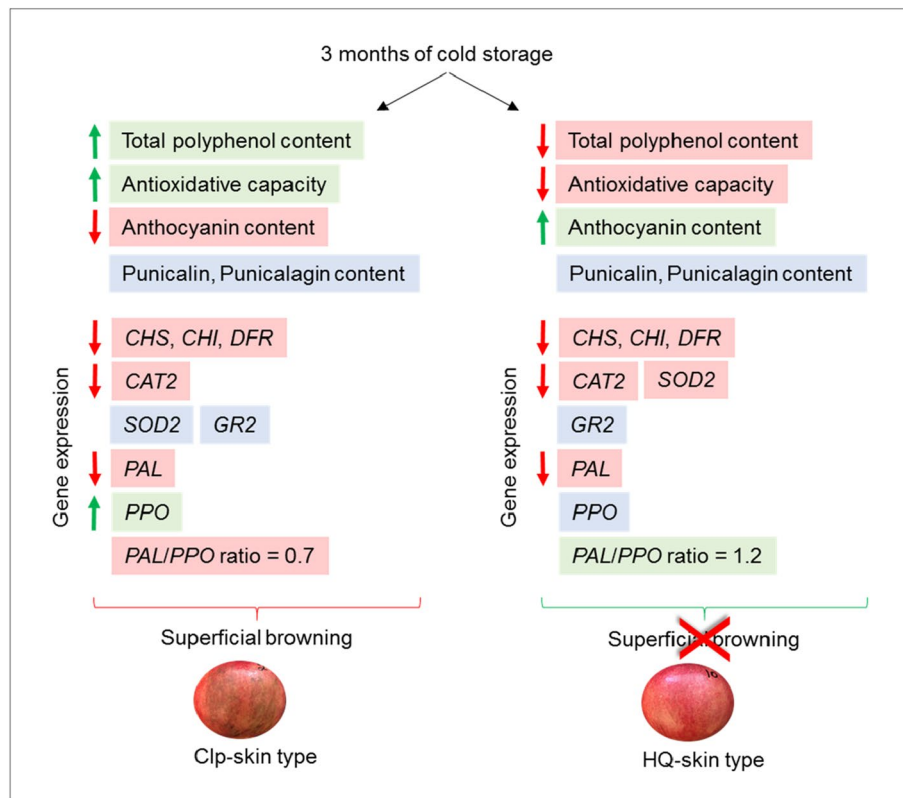 3 months of cold storage
Total polyphenol content
Antioxidative capacity
Anthocyanin content
Punicalin, Punicalagin content
Gene expression
CHS, CHI, DFR
CAT2
SOD2 GR2
PAL
PPO
PAL/PPO ratio = 0.7
Superficial browning
Clp-skin type
Total polyphenol content
Antioxidative capacity
Anthocyanin content
Punicalin, Punicalagin content
Gene expression
CHS, CHI, DFR
CAT2 SOD2
GR2
PAL
PPO
PAL/PPO ratio = 1.2
Superficial browning
HQ-skin type